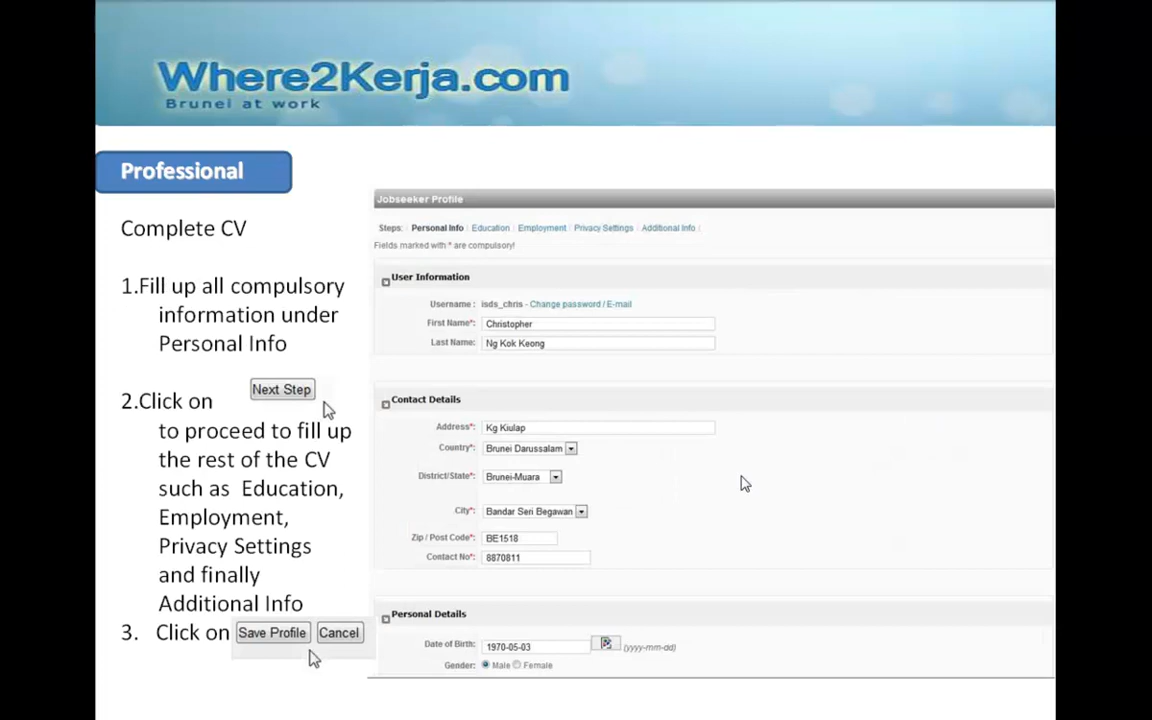 Where2Kerja.com
Brunei at work
Professional
Complete CV
1.Fill up all compulsory
information under
Personal Info
2.Click on Next Step
to proceed to fill up
the rest of the CV
such as Education,
Employment,
Privacy Settings
and finally
Additional Info
3. Click on Save Profile Cancel
Jobseeker Profile
Steps: | Personal Info | Education | Employment | Privacy Settings | Additional Info |
Fields marked with * are compulsory!
User Information
Username : isds_chris - Change password / E-mail
First Name*: Christopher
Last Name: Ng Kok Keong
Contact Details
Address*: Kg Kiulap
Country*: Brunei Darussalam
District/State*: Brunei-Muara
City*: Bandar Seri Begawan
Zip / Post Code*: BE1518
Contact No*: 8870811
Personal Details
Date of Birth: 1970-05-03 (yyyy-mm-dd)
Gender: Male Female